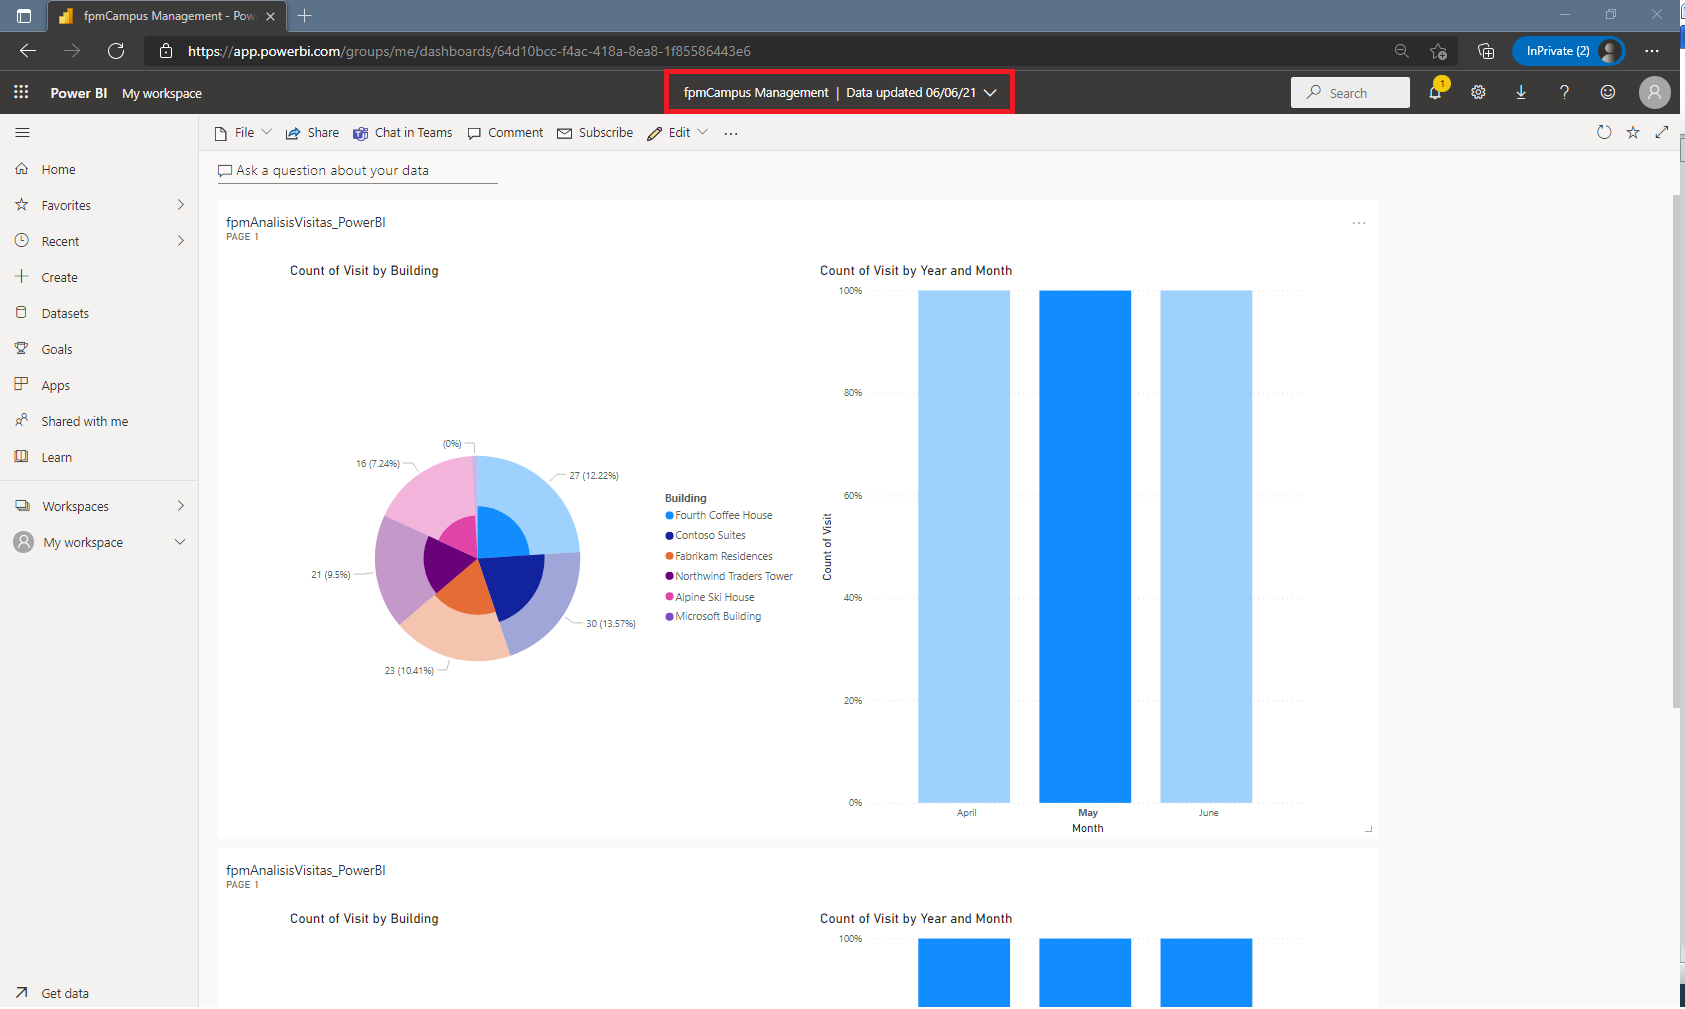 fpmCampus Management - Pow
https://app.powerbi.com/groups/me/dashboards/64d10bcc-f4ac-418a-8ea8-1f85586443e6
InPrivate (2)
Power BI My workspace
fpmCampus Management | Data updated 06/06/21
Search
1
File
Share
Chat in Teams
Comment
Subscribe
Edit
Ask a question about your data
Home
Favorites
Recent
Create
Datasets
Goals
Apps
Shared with me
Learn
Workspaces
My workspace
Get data
fpmAnalisisVisitas_PowerBI
PAGE 1
Count of Visit by Building
(0%)
16 (7.24%)
27 (12.22%)
21 (9.5%)
30 (13.57%)
23 (10.41%)
Building
Fourth Coffee House
Contoso Suites
Fabrikam Residences
Northwind Traders Tower
Alpine Ski House
Microsoft Building
Count of Visit by Year and Month
100%
80%
60%
40%
20%
0%
Count of Visit
April
May
June
Month
fpmAnalisisVisitas_PowerBI
PAGE 1
Count of Visit by Building
Count of Visit by Year and Month
100%